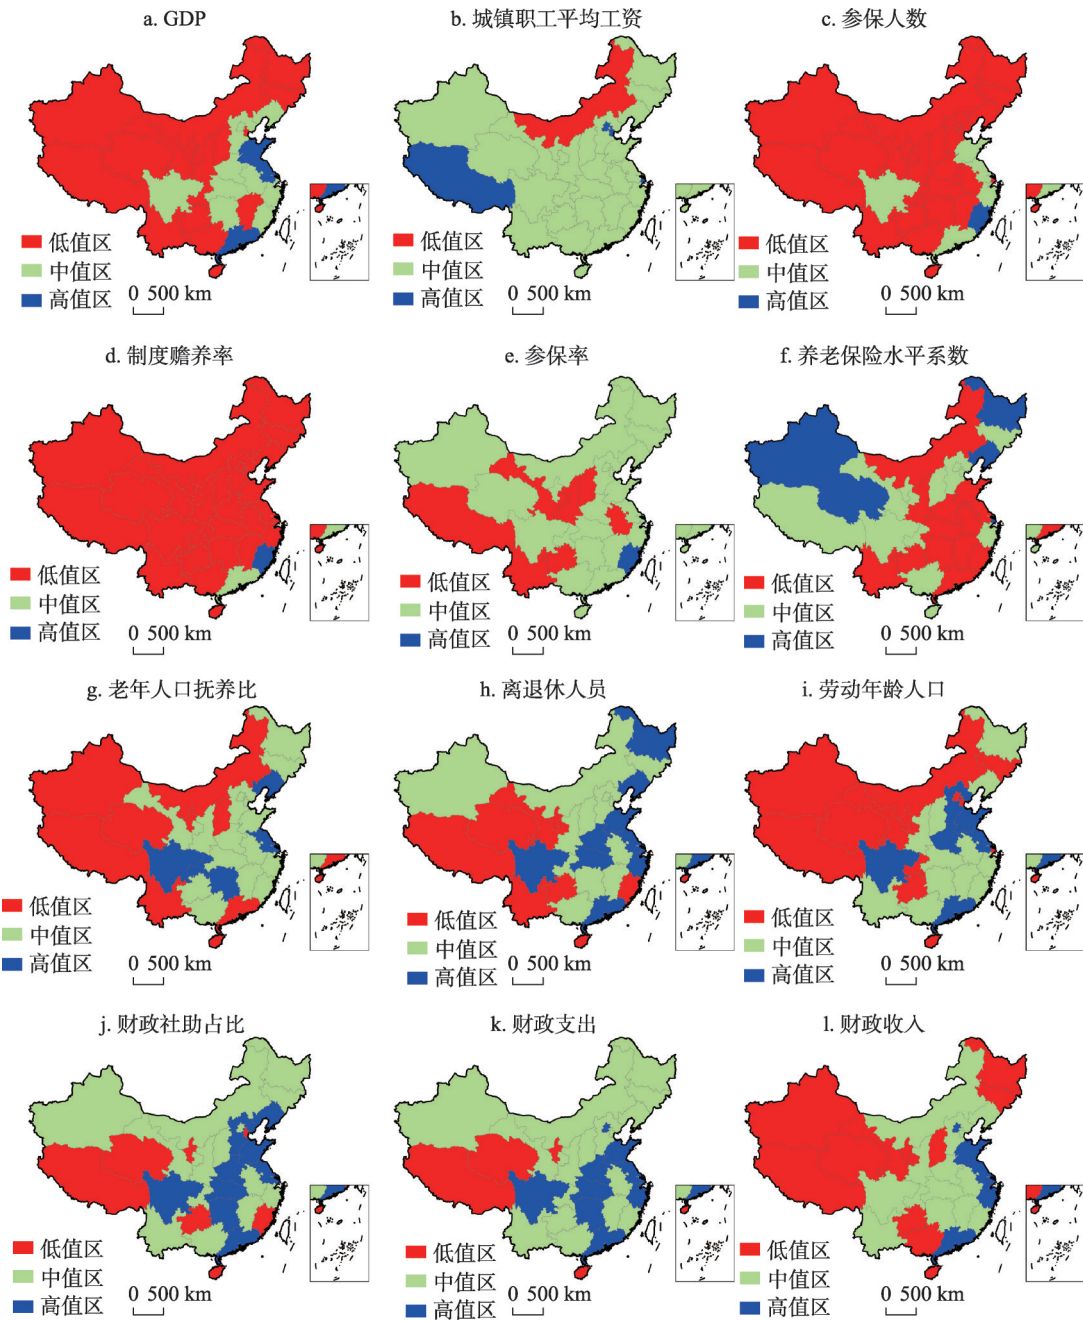 a. GDP
b. 城镇职工平均工资
c. 参保人数
低值区
中值区
高值区
0 500 km
低值区
中值区
高值区
0 500 km
低值区
中值区
高值区
0 500 km
d. 制度赡养率
e. 参保率
f. 养老保险水平系数
低值区
中值区
高值区
0 500 km
低值区
中值区
高值区
0 500 km
低值区
中值区
高值区
0 500 km
g. 老年人口抚养比
h. 离退休人员
i. 劳动年龄人口
低值区
中值区
高值区
0 500 km
低值区
中值区
高值区
0 500 km
低值区
中值区
高值区
0 500 km
j. 财政社助占比
k. 财政支出
l. 财政收入
低值区
中值区
高值区
0 500 km
低值区
中值区
高值区
0 500 km
低值区
中值区
高值区
0 500 km